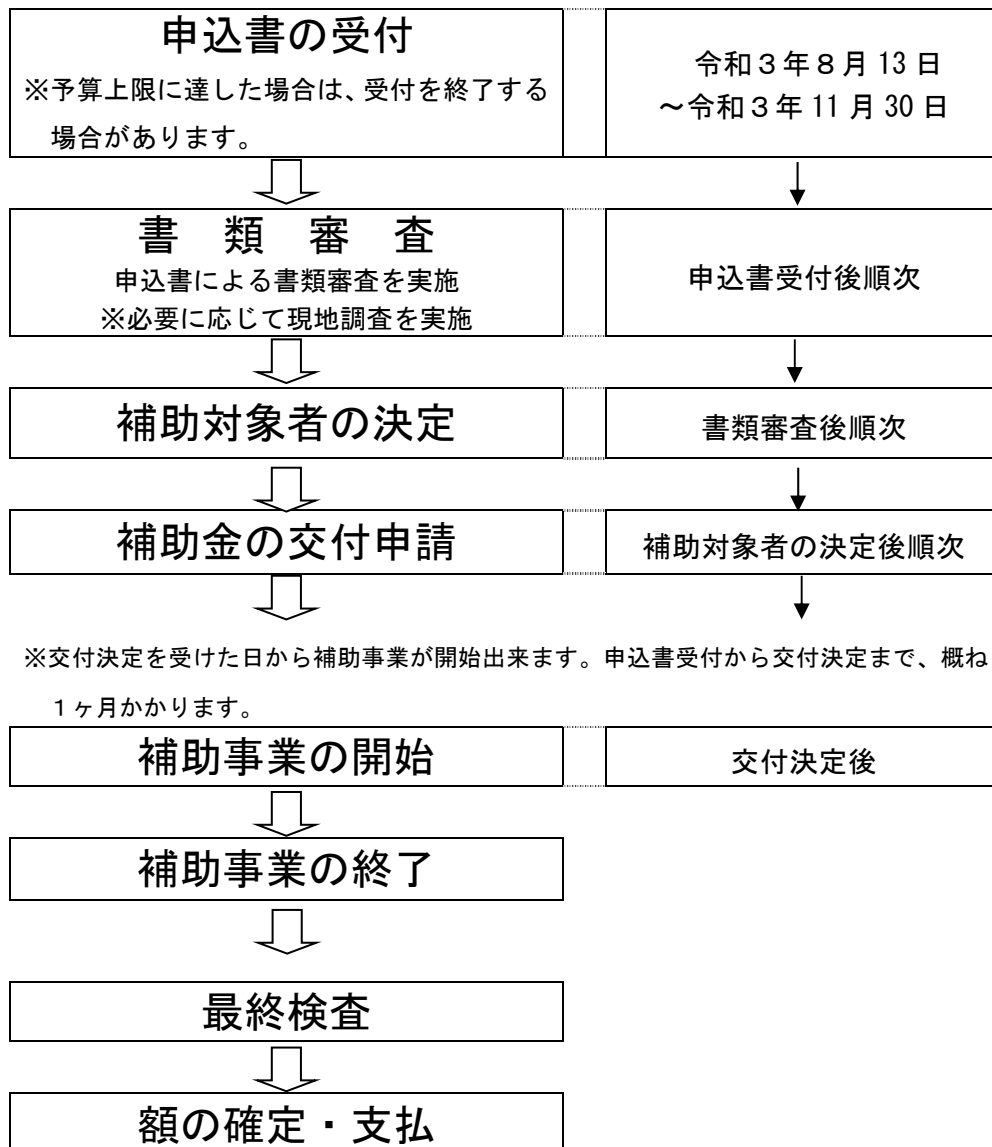 申込書の受付
※予算上限に達した場合は、受付を終了する
場合があります。
令和３年８月 13 日
～令和３年 11 月 30 日
書　類　審　査
申込書による書類審査を実施
※必要に応じて現地調査を実施
申込書受付後順次
補助対象者の決定
書類審査後順次
補助金の交付申請
補助対象者の決定後順次
※交付決定を受けた日から補助事業が開始出来ます。申込書受付から交付決定まで、概ね
１ヶ月かかります。
補助事業の開始
交付決定後
補助事業の終了
最終検査
額の確定・支払